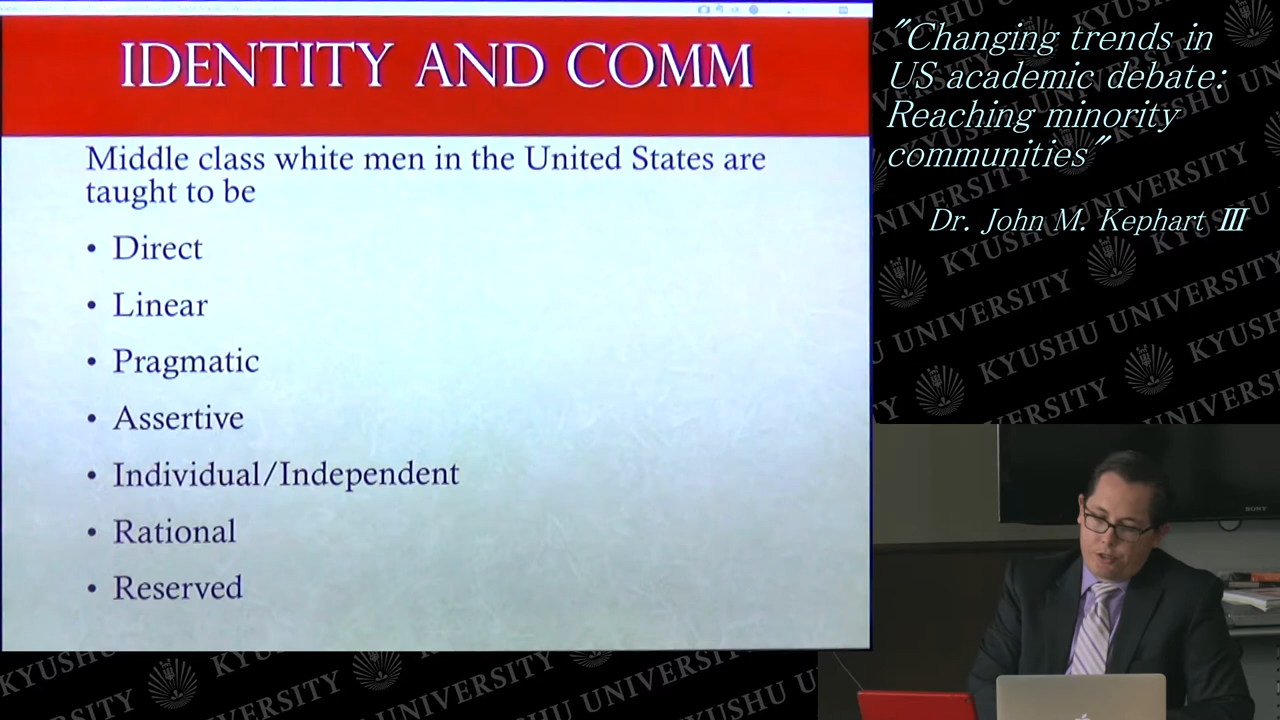 IDENTITY AND COMM
Middle class white men in the United States are
taught to be
• Direct
• Linear
• Pragmatic
• Assertive
• Individual/Independent
• Rational
• Reserved
"Changing trends in
US academic debate:
Reaching minority
communities"
Dr. John M. Kephart III
KYUSHU UNIVERSITY
SONY